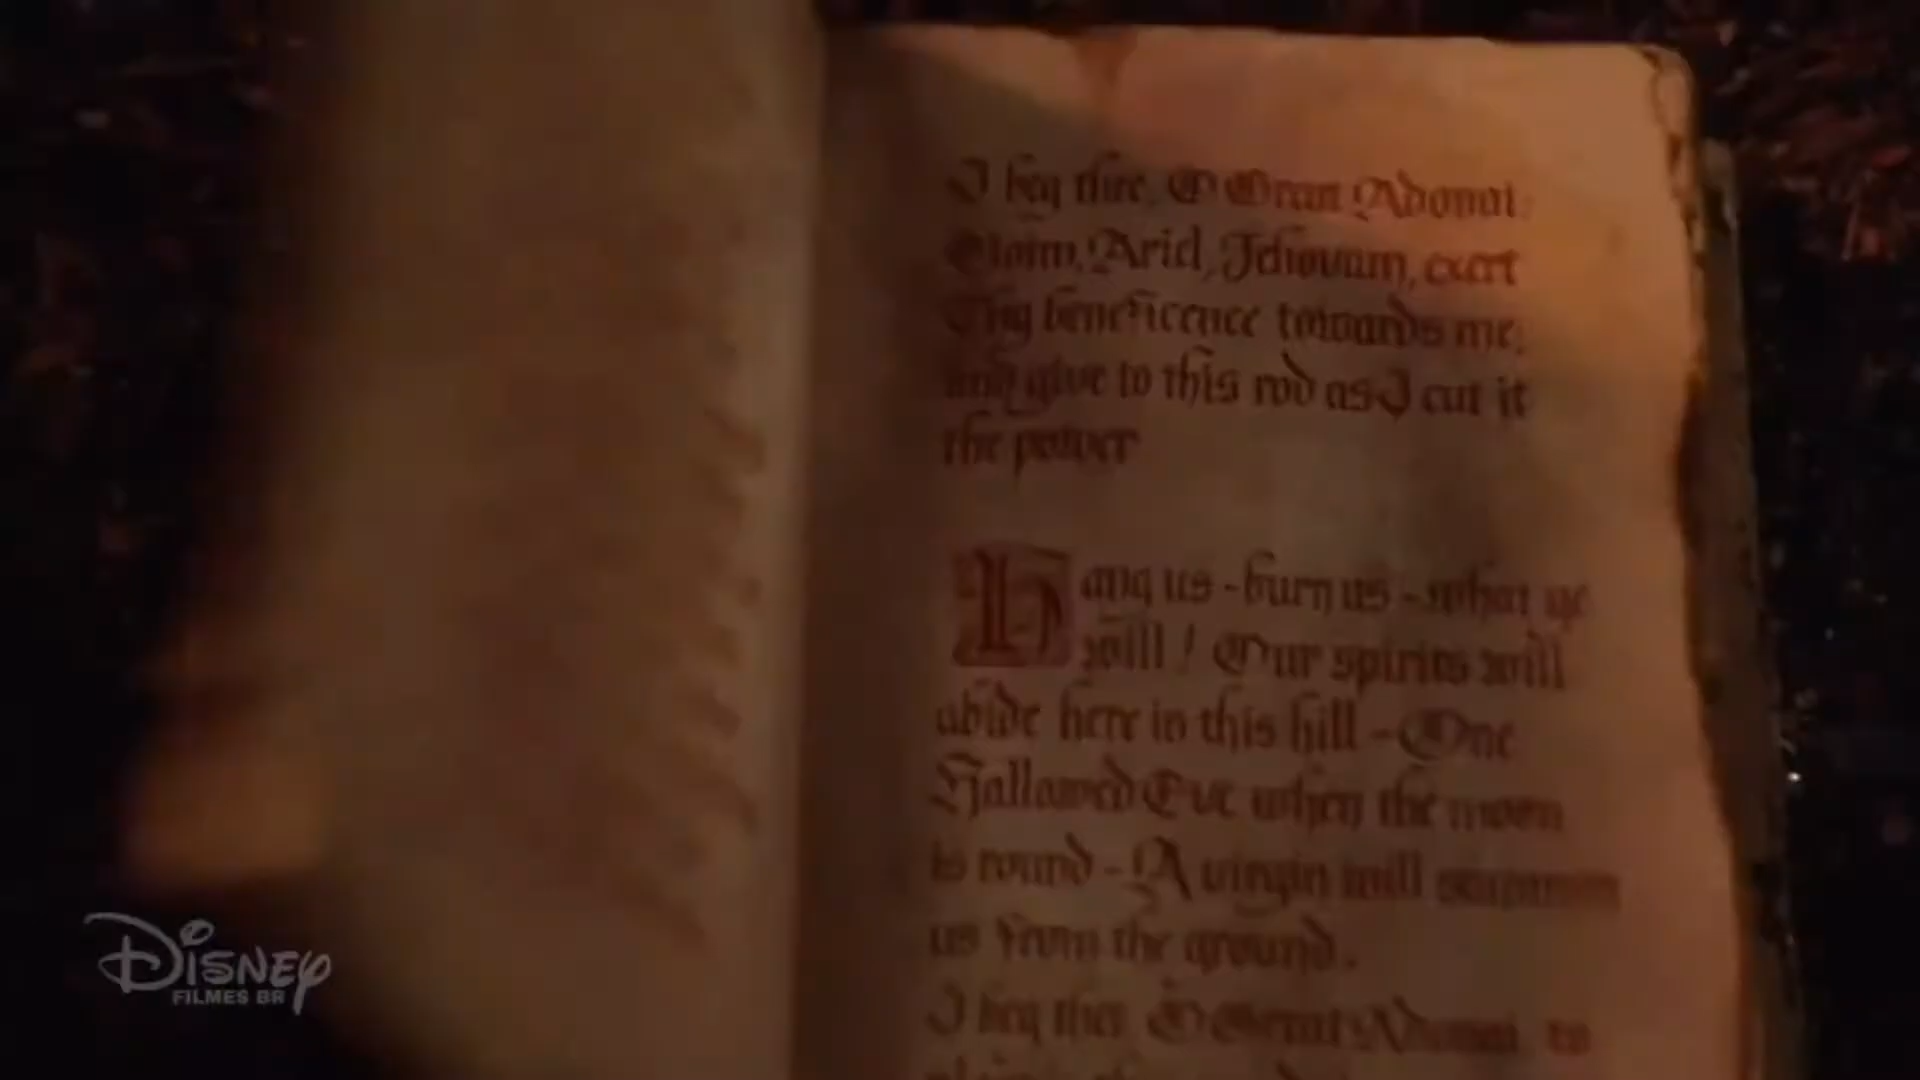 I beg thee, O Great Adonai,
Eloim, Ariel, Jehovam, exert
Thy beneficence towards me,
and give to this rod as I cut it
the power
Hang us - burn us - what ye
will! Our spirits will
abide here in this hill - One
Hallowed Eve when the moon
is round - A virgin will summon
us from the ground.
I beg thee O Great Adonai, to
DISNEY
FILMES BR